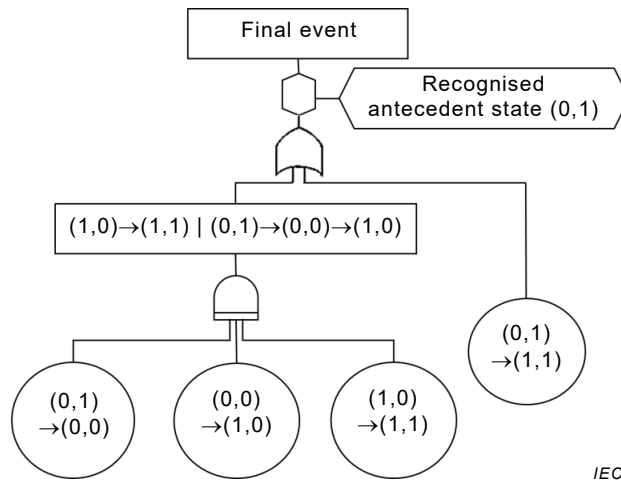 Final event
Recognised
antecedent state (0,1)
(1,0)→(1,1) | (0,1)→(0,0)→(1,0)
(0,1)
→(1,1)
(0,1)
→(0,0)
(0,0)
→(1,0)
(1,0)
→(1,1)
IEC